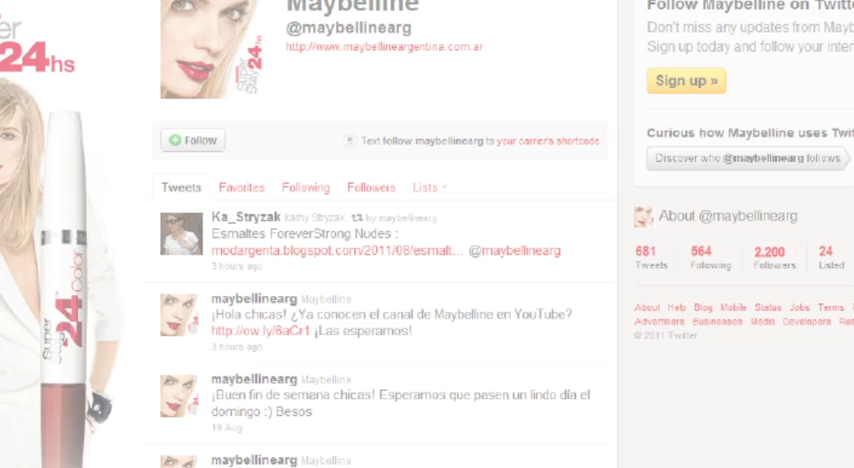 er
24hs
Maybelline
@maybellinearg
http://www.maybellineargentina.com.ar
Super
Stay
24hs
Follow
Text follow maybellinearg to your carrier's shortcode
Tweets Favorites Following Followers Lists
Ka_Stryzak kathy Stryzak by maybellinearg
Esmaltes ForeverStrong Nudes :
modargenta.blogspot.com/2011/08/esmalt... @maybellinearg
3 hours ago
maybellinearg Maybelline
¡Hola chicas! ¿Ya conocen el canal de Maybelline en YouTube?
http://ow.ly/6aCr1 ¡Las esperamos!
3 hours ago
maybellinearg Maybelline
¡Buen fin de semana chicas! Esperamos que pasen un lindo día el
domingo :) Besos
19 Aug
maybellinearg Maybelline
Super
Stay
24 Color
Follow Maybelline on Twitte
Don't miss any updates from Mayb
Sign up today and follow your inter
Sign up »
Curious how Maybelline uses Twit
Discover who @maybellinearg follows
About @maybellinearg
681 564 2.200 24
Tweets Following Followers Listed
About Help Blog Mobile Status Jobs Terms
Advertisers Businesses Media Developers Res
© 2011 Twitter